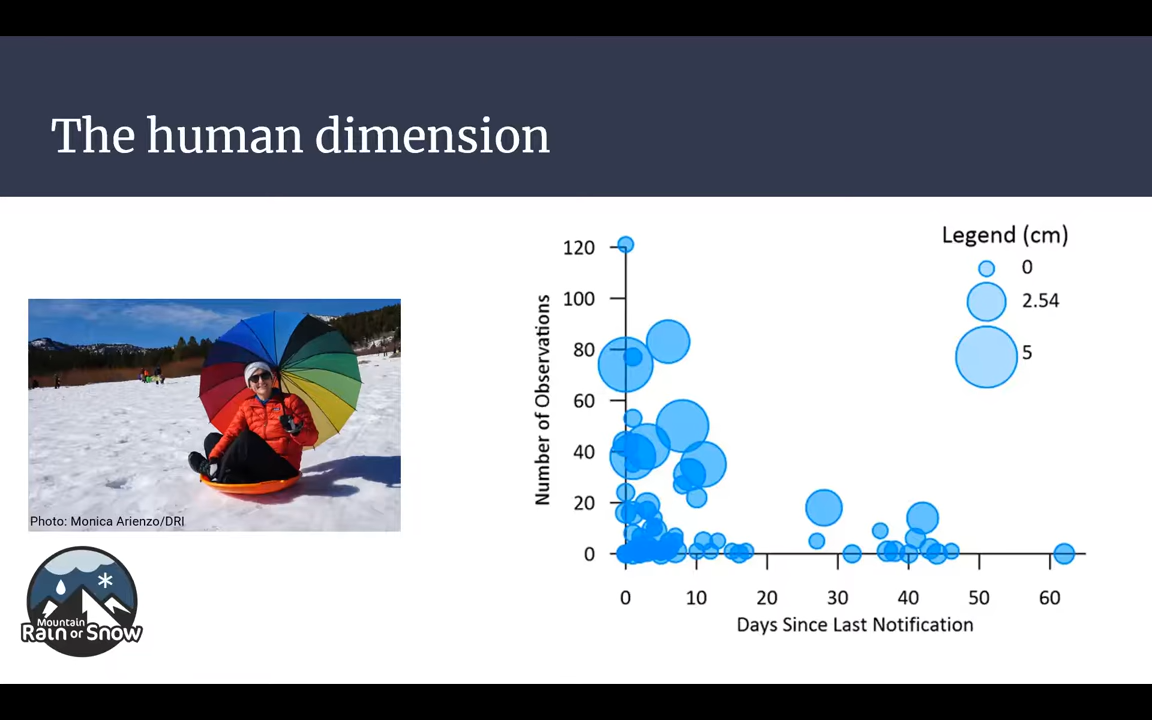 The human dimension
Photo: Monica Arienzo/DRI
Mountain
Rain or Snow
Number of Observations
120
100
80
60
40
20
0
0
10
20
30
40
50
60
Days Since Last Notification
Legend (cm)
0
2.54
5